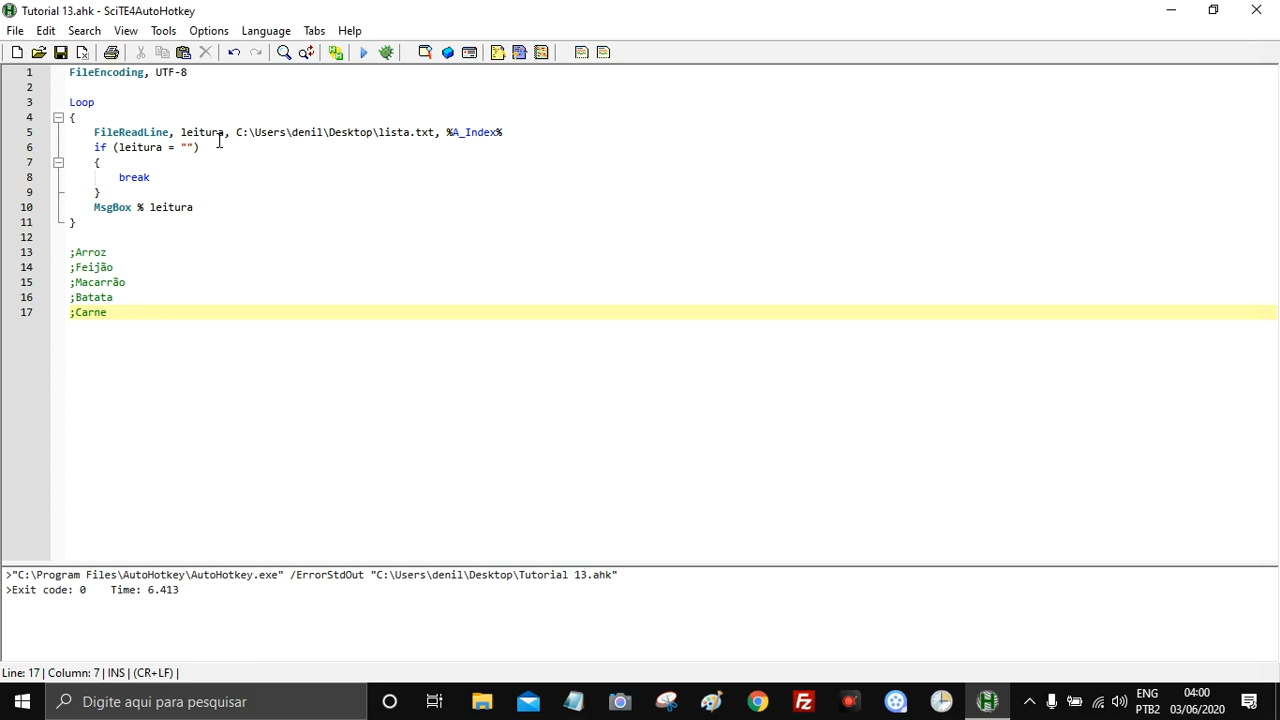 Tutorial 13.ahk - SciTE4AutoHotkey
File Edit Search View Tools Options Language Tabs Help
1 FileEncoding, UTF-8
2
3 Loop
4 {
5 FileReadLine, leitura, C:\Users\denil\Desktop\lista.txt, %A_Index%
6 if (leitura = "")
7 {
8 break
9 }
10 MsgBox % leitura
11 }
12
13 ;Arroz
14 ;Feijão
15 ;Macarrão
16 ;Batata
17 ;Carne
>"C:\Program Files\AutoHotkey\AutoHotkey.exe" /ErrorStdOut "C:\Users\denil\Desktop\Tutorial 13.ahk"
>Exit code: 0 Time: 6.413
Line: 17 | Column: 7 | INS | (CR+LF) |
Digite aqui para pesquisar
ENG 04:00
PTB2 03/06/2020